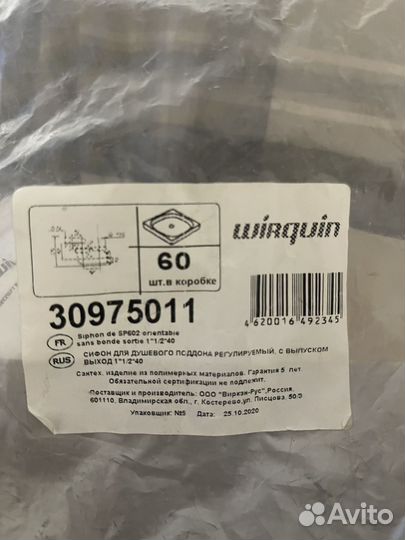 wirquin
60
шт.в коробке
30975011
4620016492345
FR
Siphon de SP602 orientable
sans bonde sortie 1"1/2"40
RUS
СИФОН ДЛЯ ДУШЕВОГО ПОДДОНА РЕГУЛИРУЕМЫЙ, С ВЫПУСКОМ
ВЫХОД 1"1/2"40
Сантех. изделие из полимерных материалов. Гарантия 5 лет
Обязательной сертификации не подлежит.
Поставщик и производитель: ООО "Виркэн-Рус",Россия,
601110, Владимирская обл., г. Костерево,ул. Писцова, 50/3
Упаковщик: №5 Дата: 25.10.2020
Avito